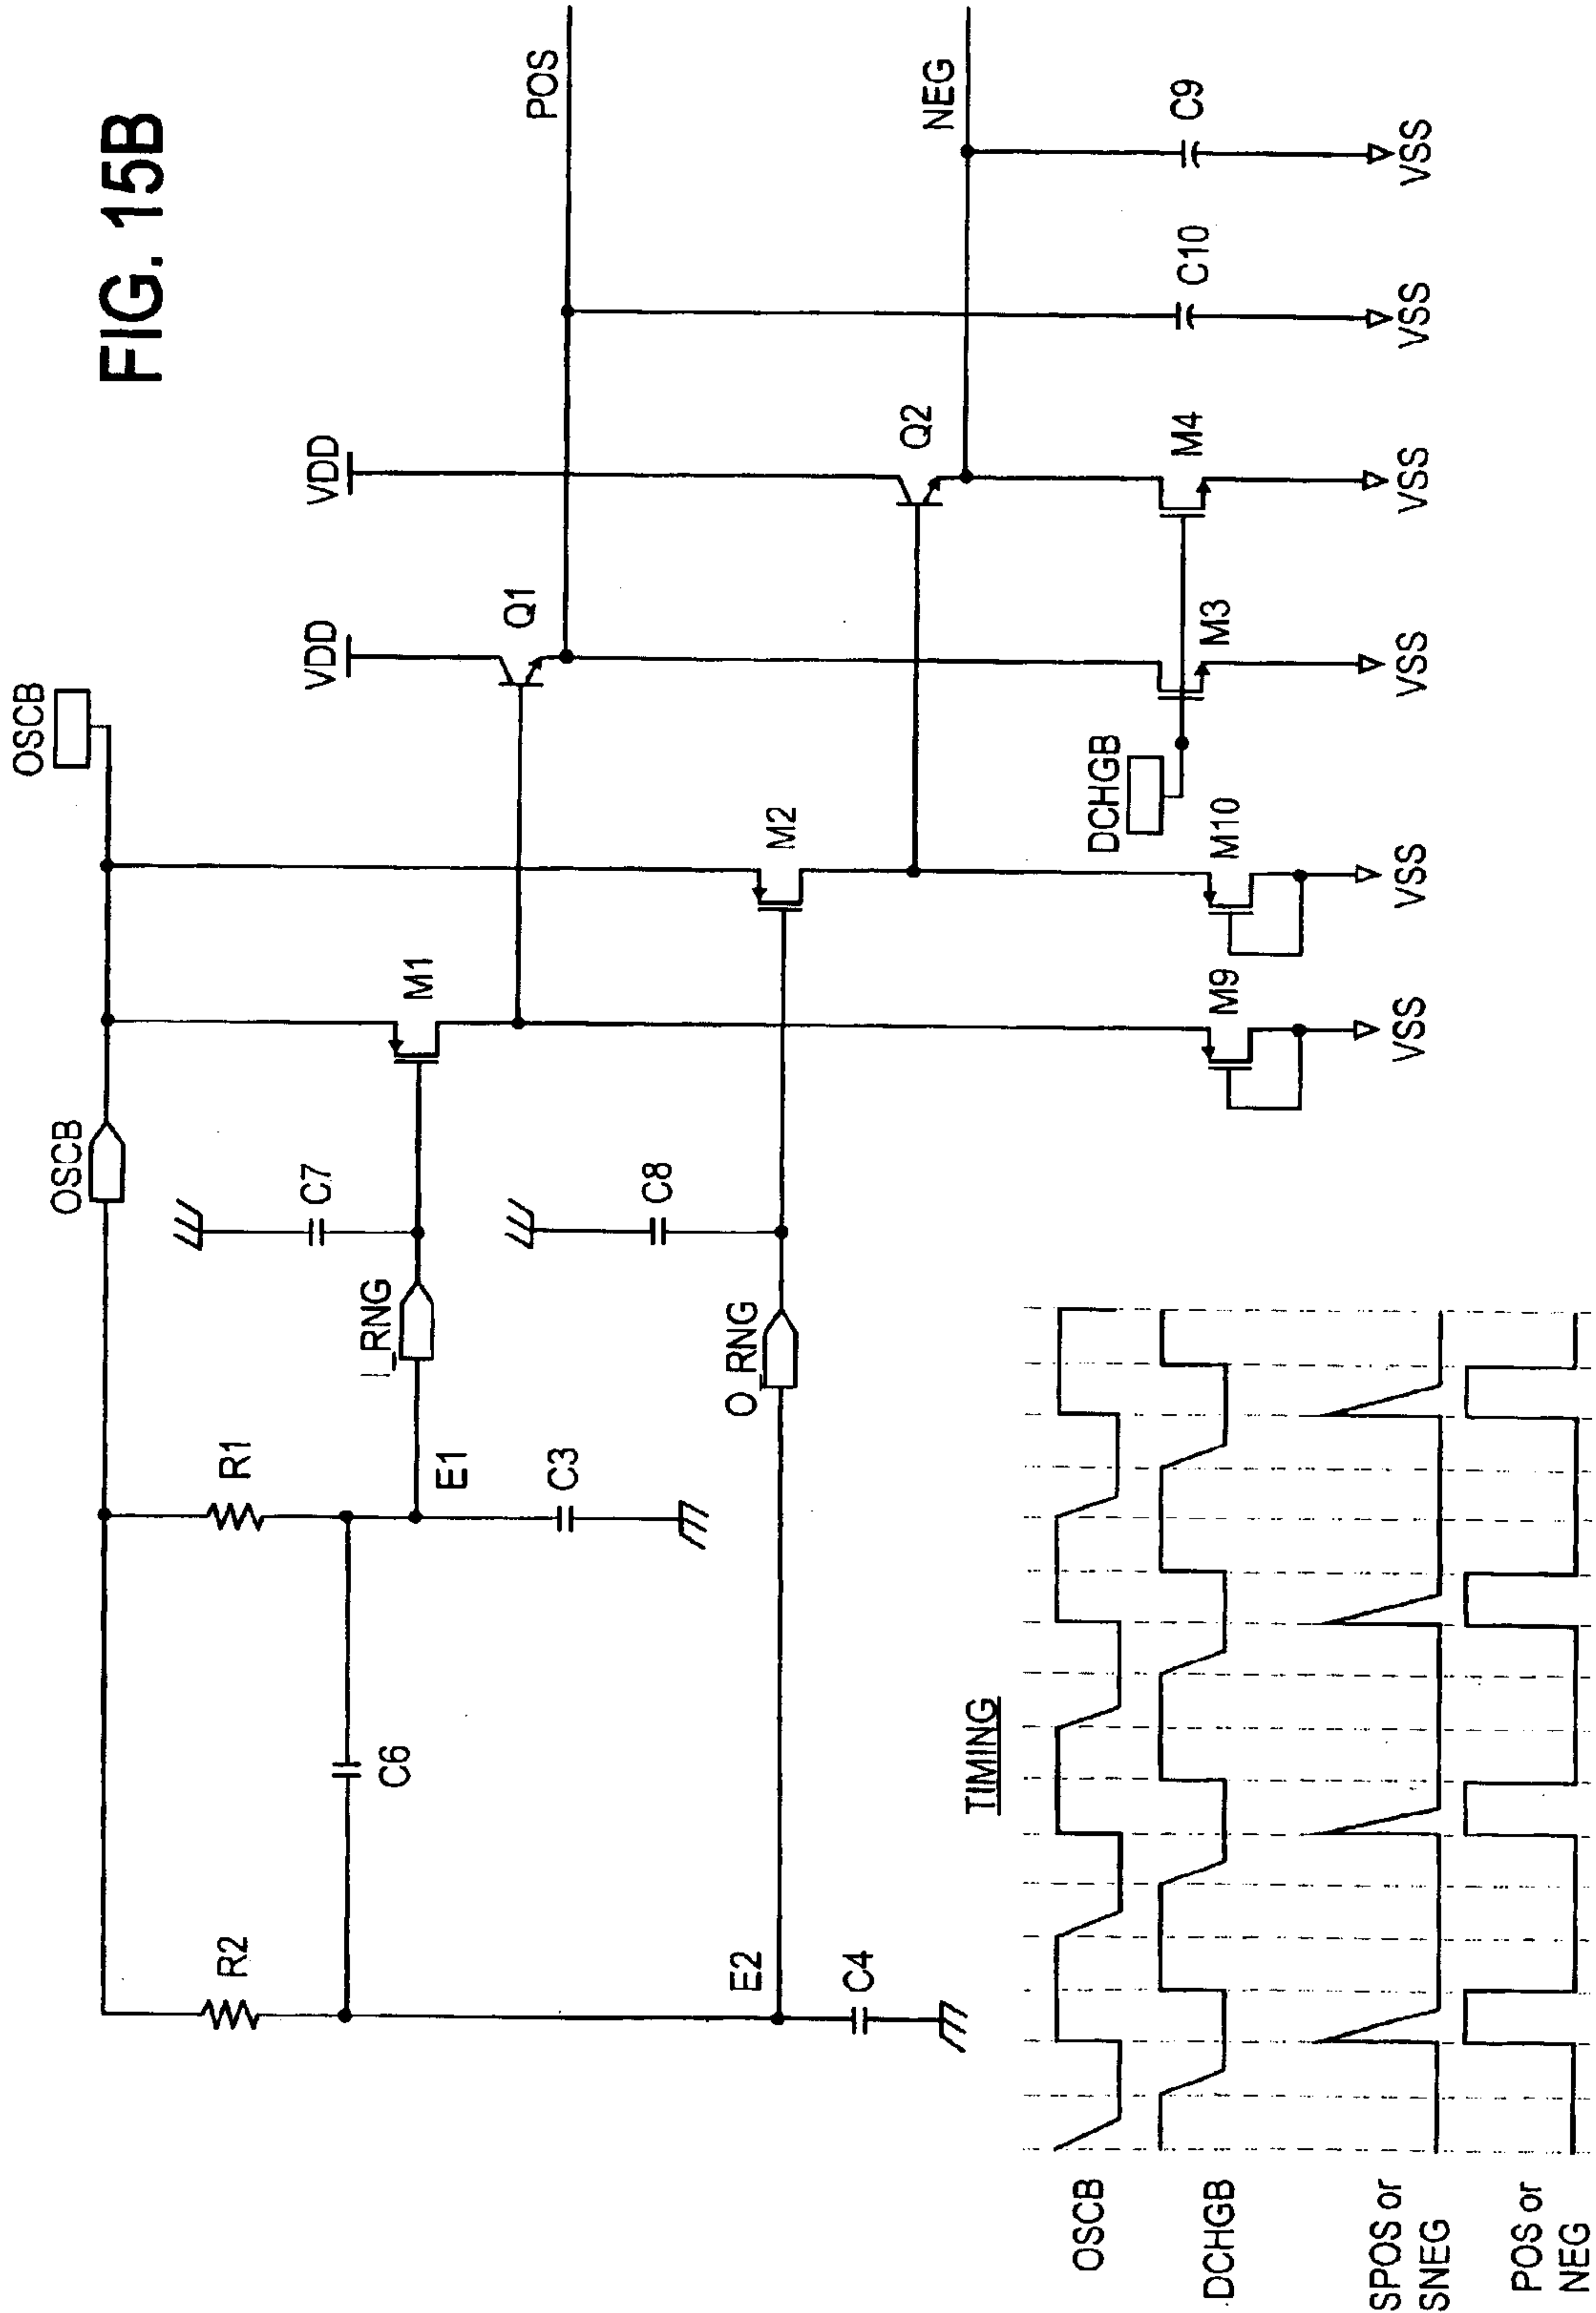 FIG. 15B
OSCB
OSCB
VDD
VDD
POS
NEG
R2
R1
C7
I_RNG
E1
C3
M1
Q1
C6
C8
O_RNG
E2
C4
M2
Q2
DCHGB
M9
M10
M3
M4
C10
C9
VSS
VSS
VSS
VSS
VSS
VSS
TIMING
OSCB
DCHGB
SPOS or
SNEG
POS or
NEG